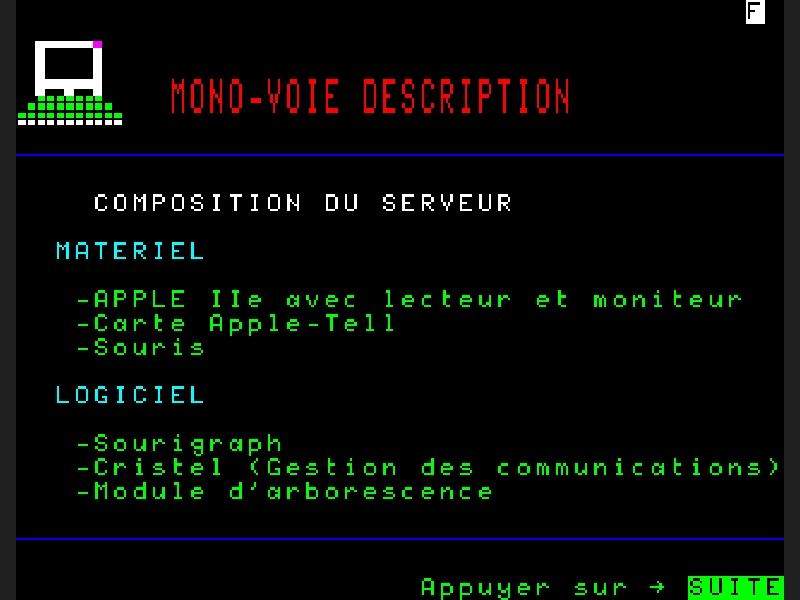 F
MONO-VOIE DESCRIPTION
COMPOSITION DU SERVEUR
MATERIEL
-APPLE IIe avec lecteur et moniteur
-Carte Apple-Tell
-Souris
LOGICIEL
-Sourigraph
-Cristel (Gestion des communications)
-Module d'arborescence
Appuyer sur → SUITE